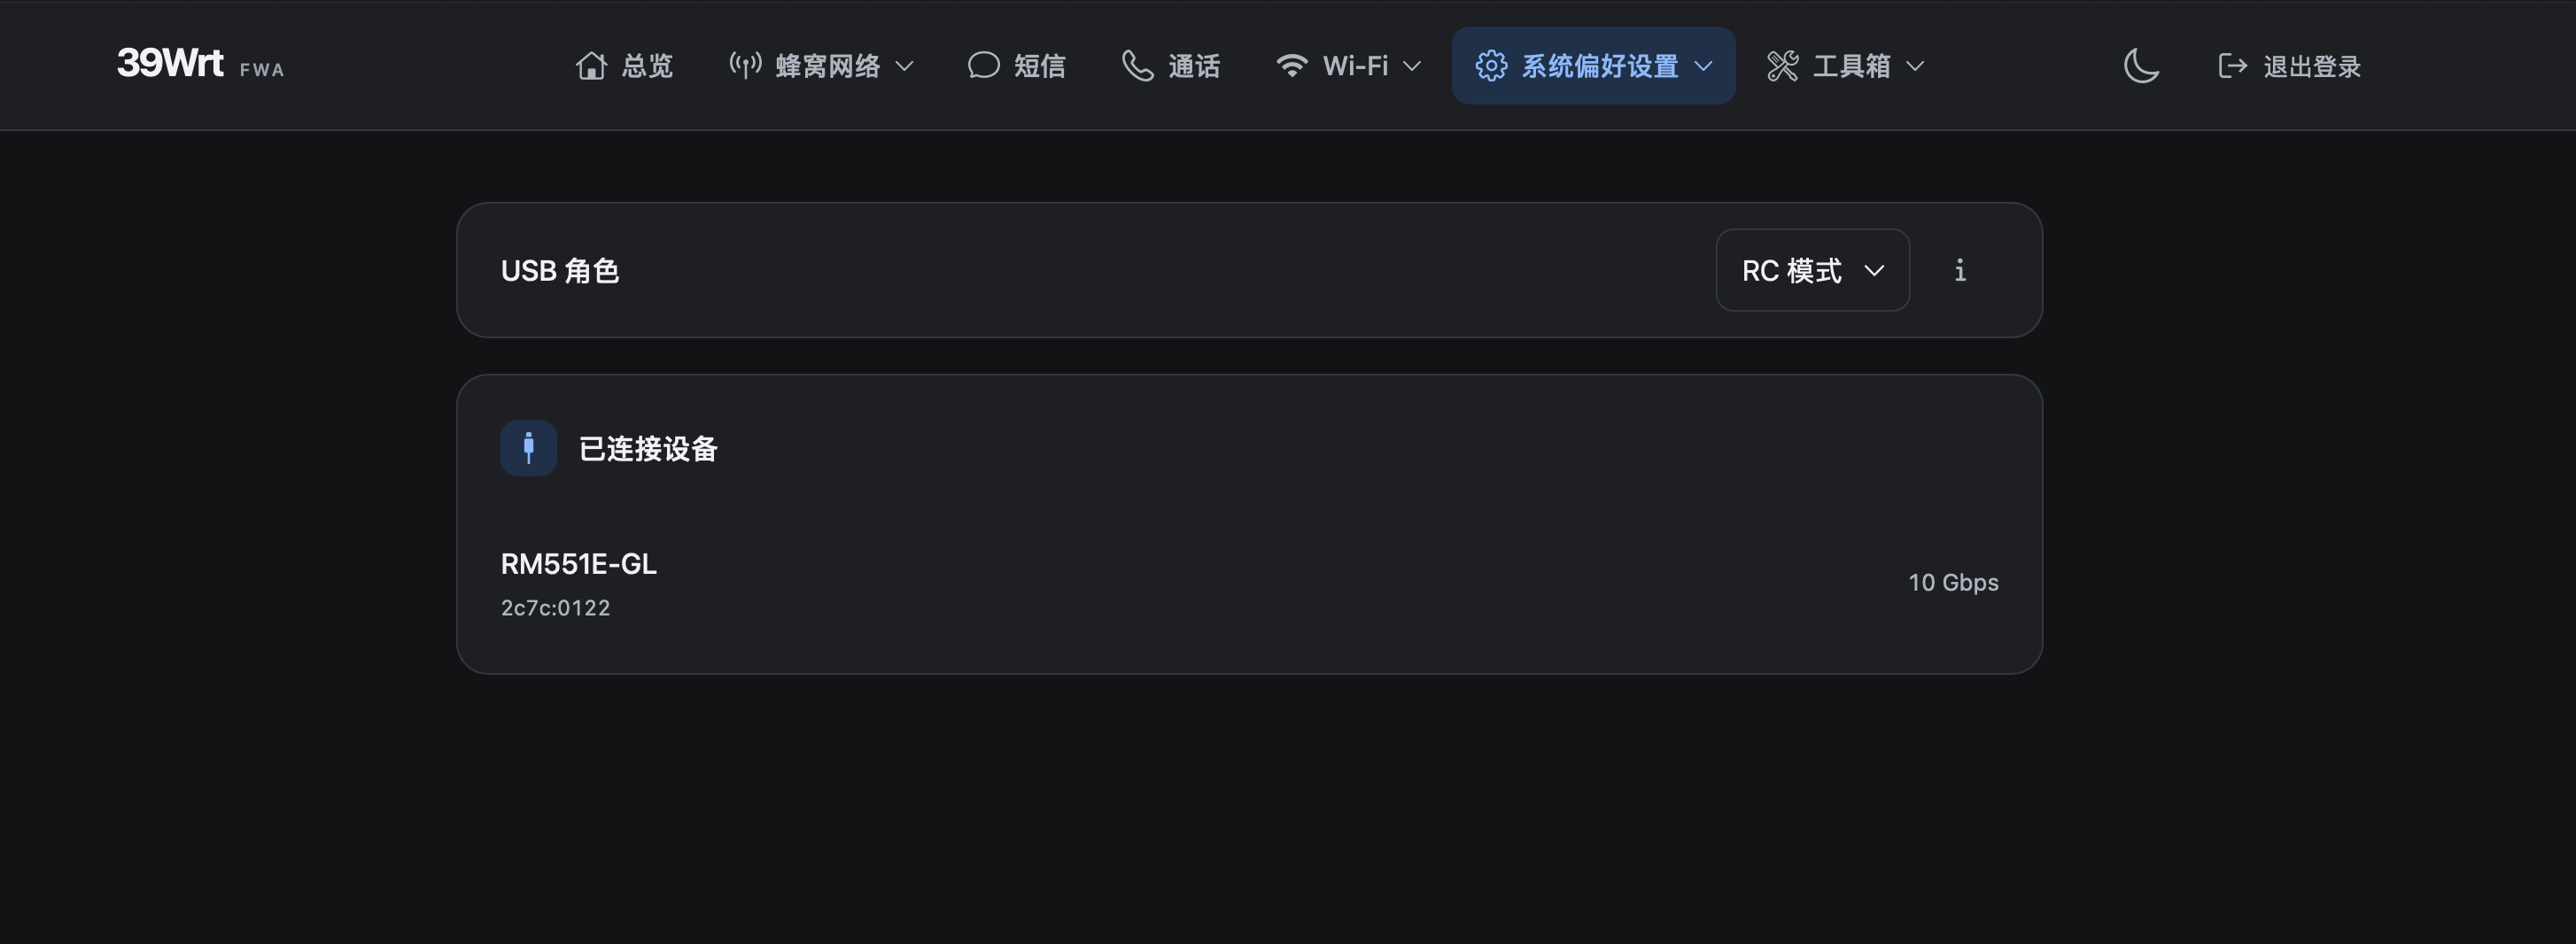 39Wrt FWA
总览
蜂窝网络
短信
通话
Wi-Fi
系统偏好设置
工具箱
退出登录
USB 角色
RC 模式
i
已连接设备
RM551E-GL
2c7c:0122
10 Gbps